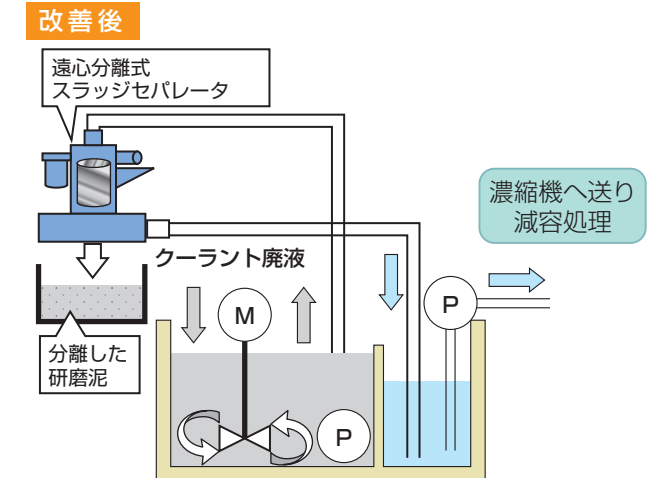 改善後
遠心分離式
スラッジセパレータ
濃縮機へ送り
減容処理
クーラント廃液
M
P
分離した
研磨泥
P